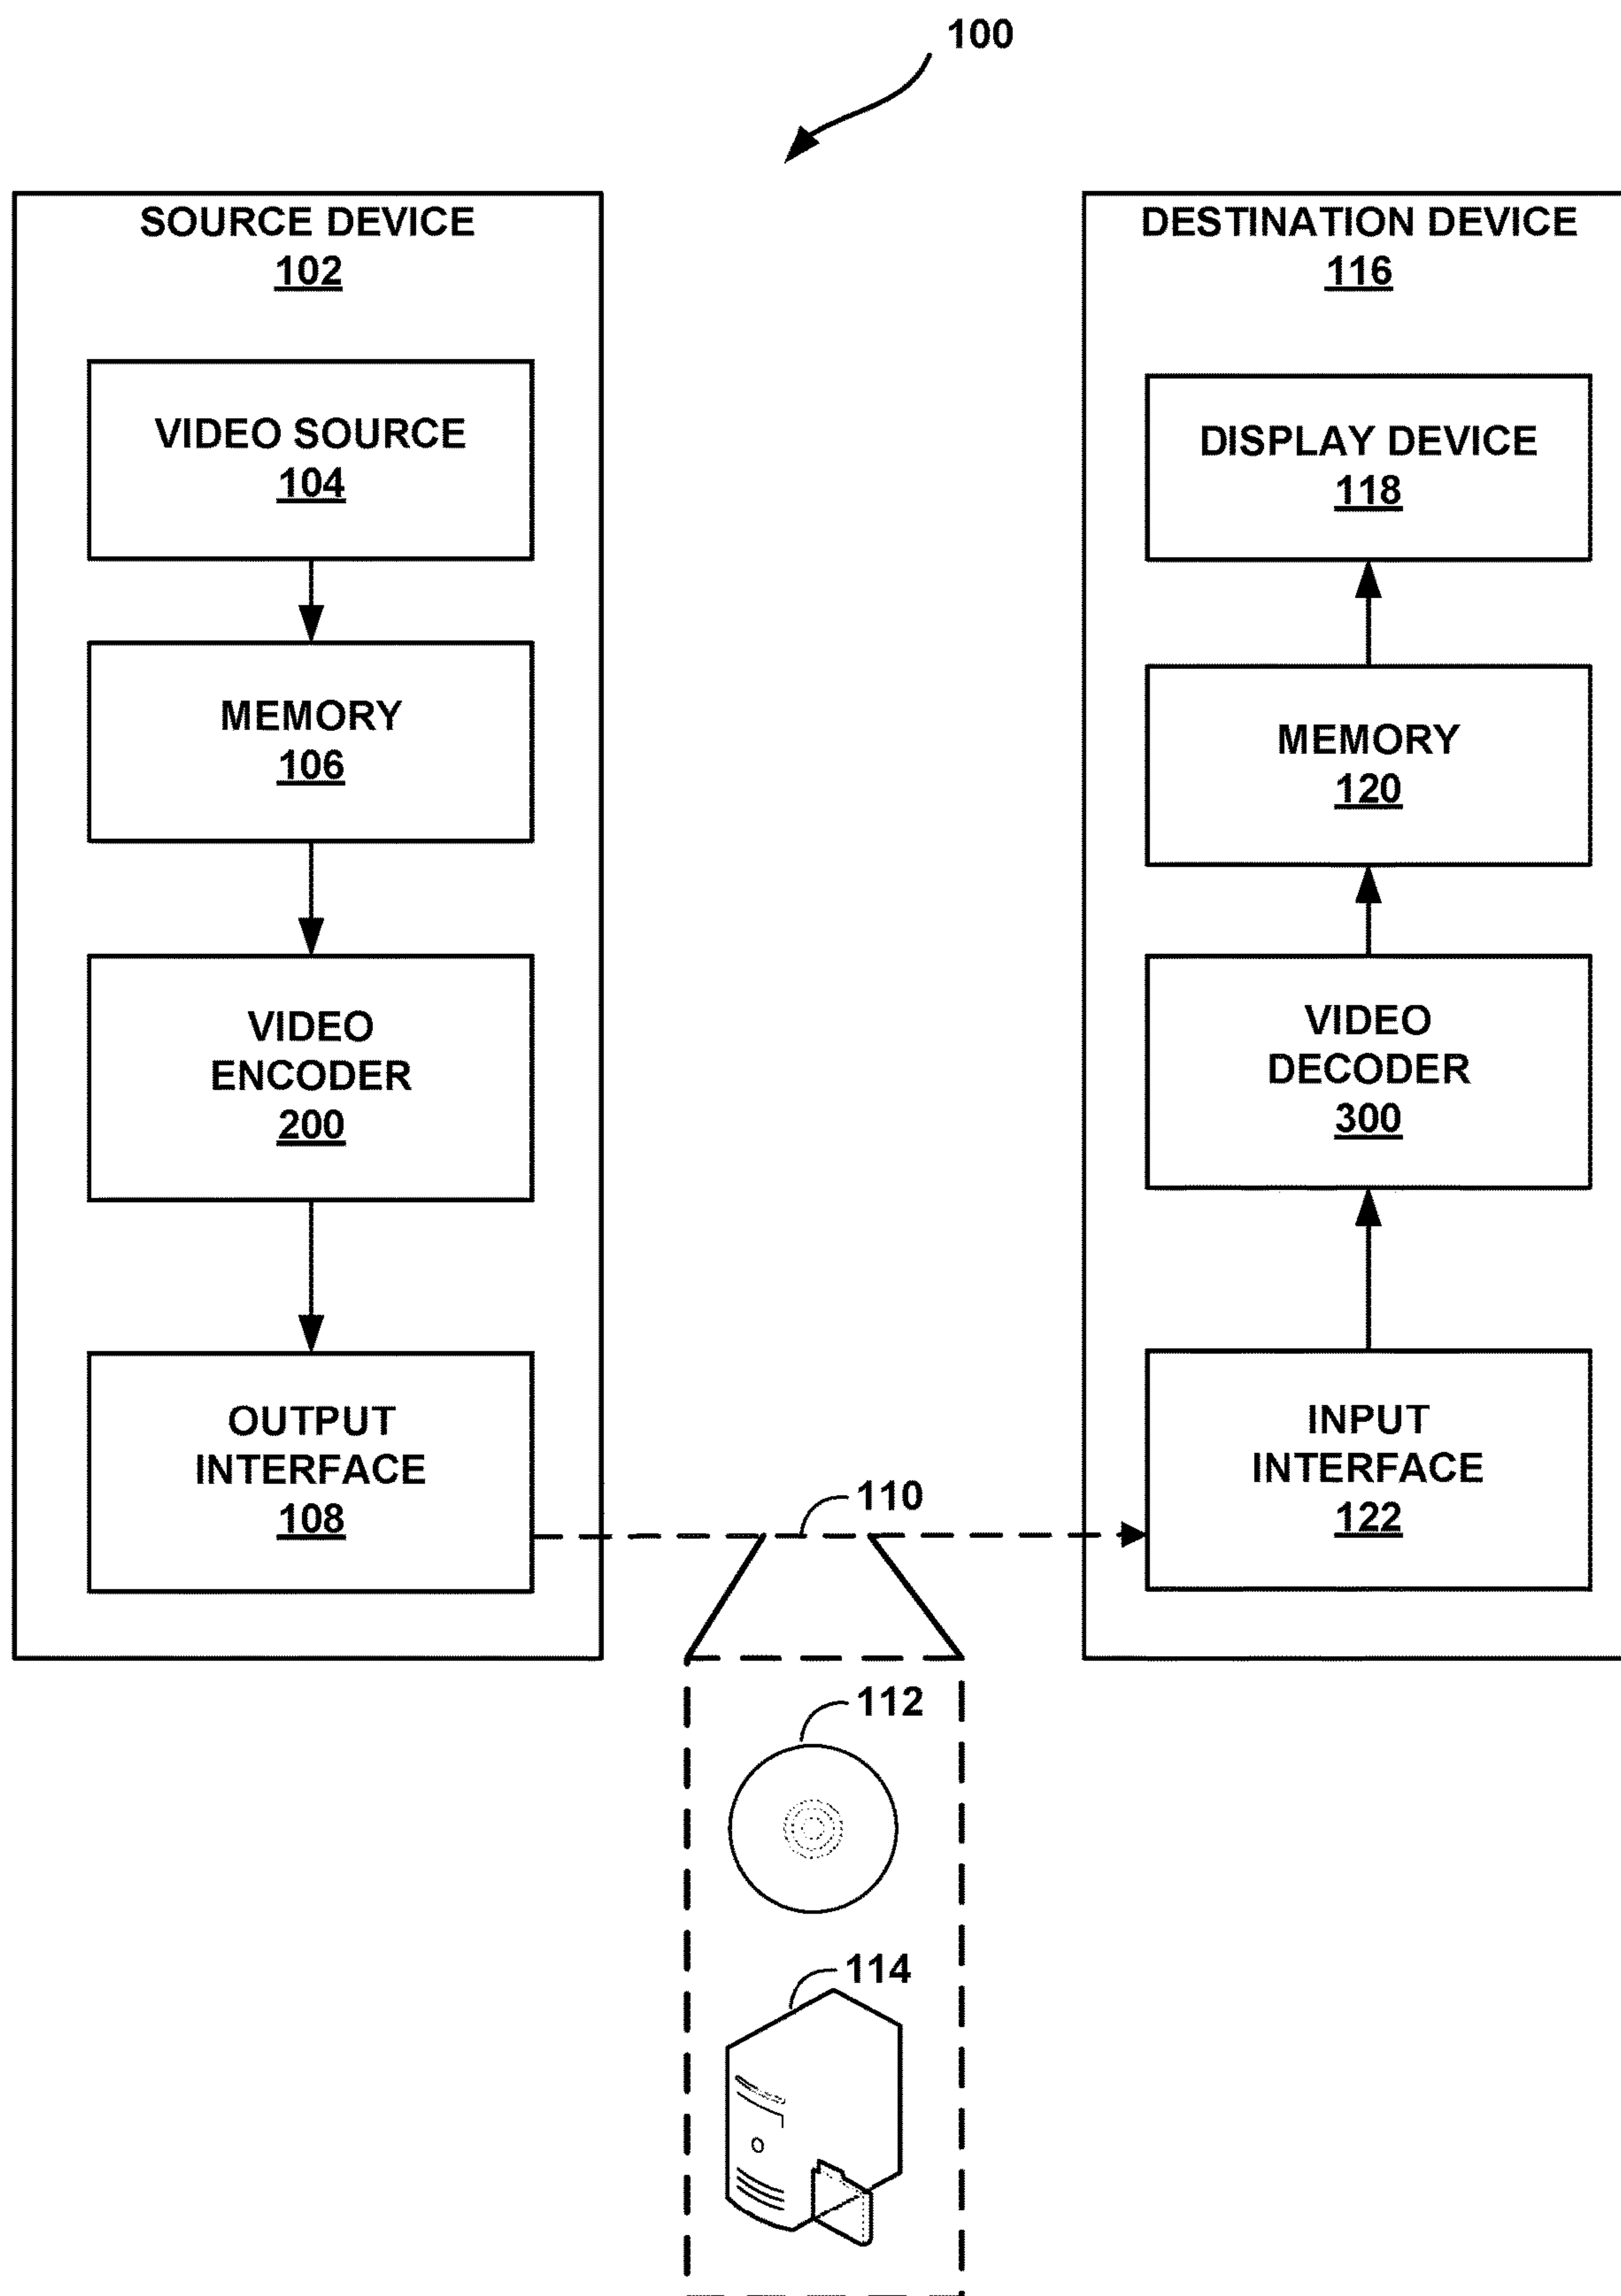 100
SOURCE DEVICE
102
VIDEO SOURCE
104
MEMORY
106
VIDEO
ENCODER
200
OUTPUT
INTERFACE
108
DESTINATION DEVICE
116
DISPLAY DEVICE
118
MEMORY
120
VIDEO
DECODER
300
INPUT
INTERFACE
122
110
112
114